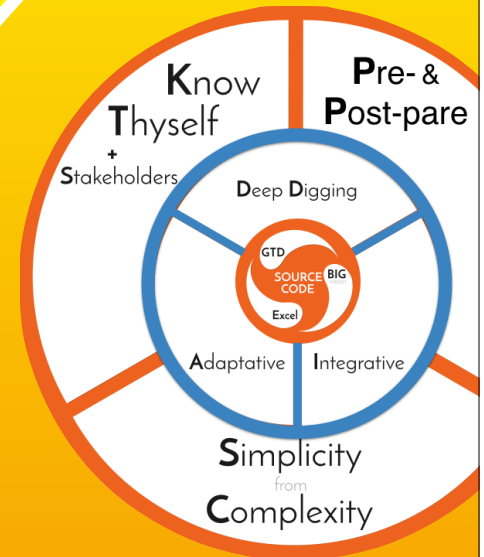 Know
Thyself
+
Stakeholders
Pre- &
Post-pare
Deep Digging
GTD
BIG
SOURCE
CODE
Excel
Adaptative
Integrative
Simplicity
from
Complexity